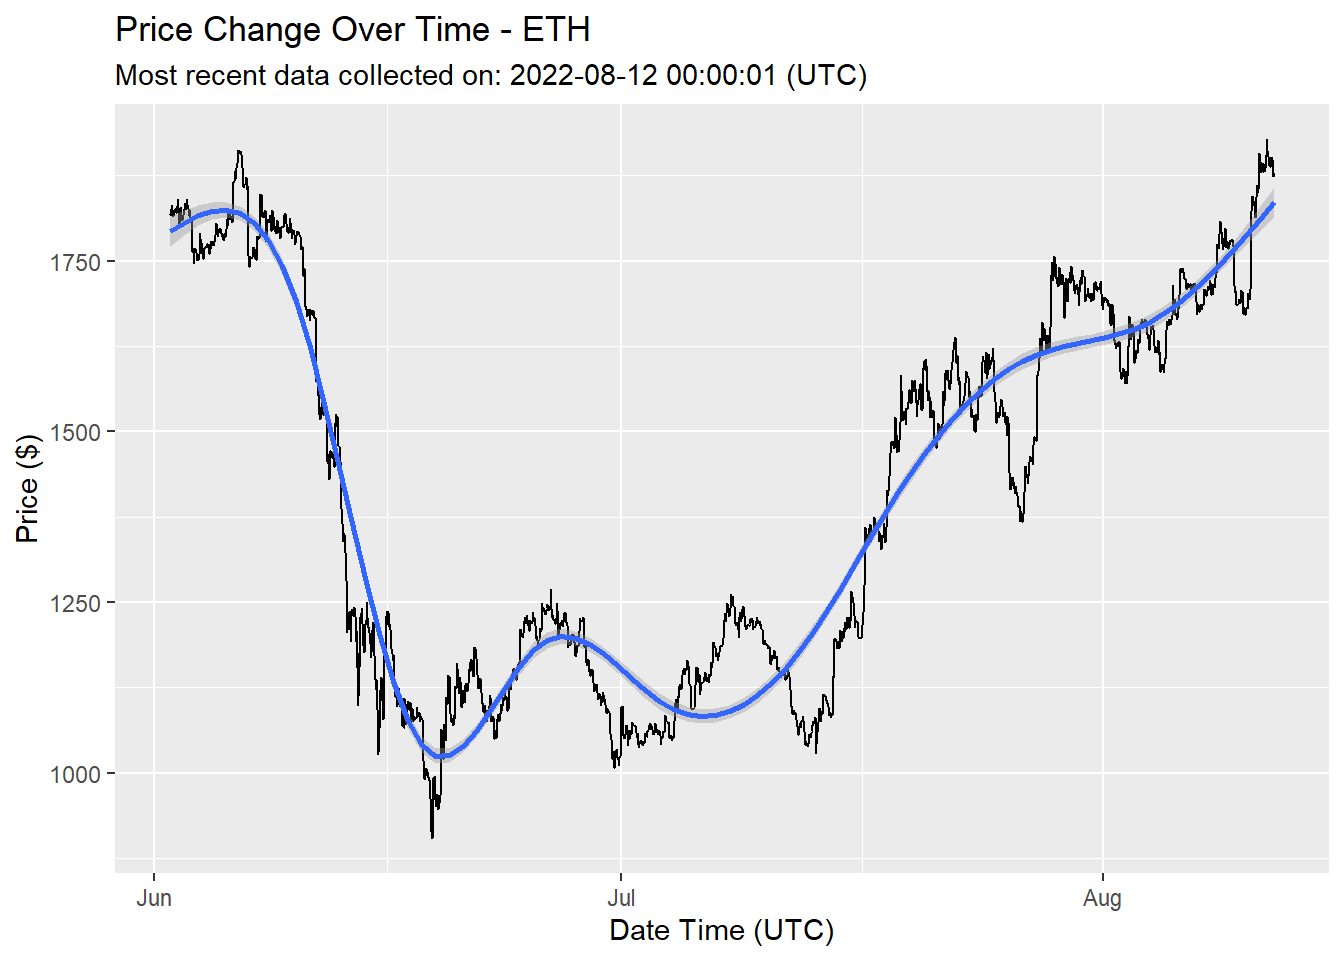 Price Change Over Time - ETH
Most recent data collected on: 2022-08-12 00:00:01 (UTC)
Price ($)
1750
1500
1250
1000
Jun
Jul
Aug
Date Time (UTC)